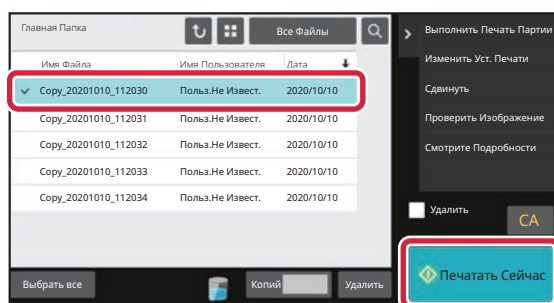 Главная Папка
Все Файлы
Имя Файла Имя Пользователя Дата
Copy_20201010_112030 Польз.Не Извест. 2020/10/10
Copy_20201010_112031 Польз.Не Извест. 2020/10/10
Copy_20201010_112032 Польз.Не Извест. 2020/10/10
Copy_20201010_112033 Польз.Не Извест. 2020/10/10
Copy_20201010_112034 Польз.Не Извест. 2020/10/10
Выбрать все
Копий
Удалить
Выполнить Печать Партии
Изменить Уст. Печати
Сдвинуть
Проверить Изображение
Смотрите Подробности
Удалить
CA
Печатать Сейчас